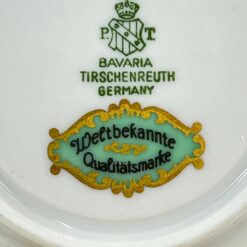 P T
BAVARIA
TIRSCHENREUTH
GERMANY
Weltbekannte
Qualitätsmarke